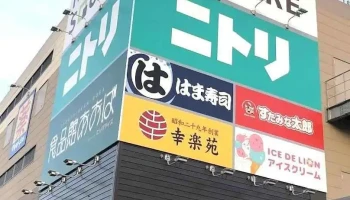 ニトリ
ニトリ
食品館あおば
は
はま寿司
昭和二十九年創業
幸楽苑
すたみな太郎
ICE DE LION
アイスクリーム